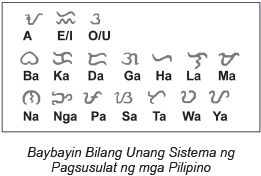 ᜀ ᜁ ᜂ
A E/I O/U
ᜊ ᜃ ᜇ ᜄ ᜑ ᜎ ᜋ
Ba Ka Da Ga Ha La Ma
ᜈ ᜅ ᜉ ᜐ ᜆ ᜏ ᜌ
Na Nga Pa Sa Ta Wa Ya
Baybayin Bilang Unang Sistema ng
Pagsusulat ng mga Pilipino